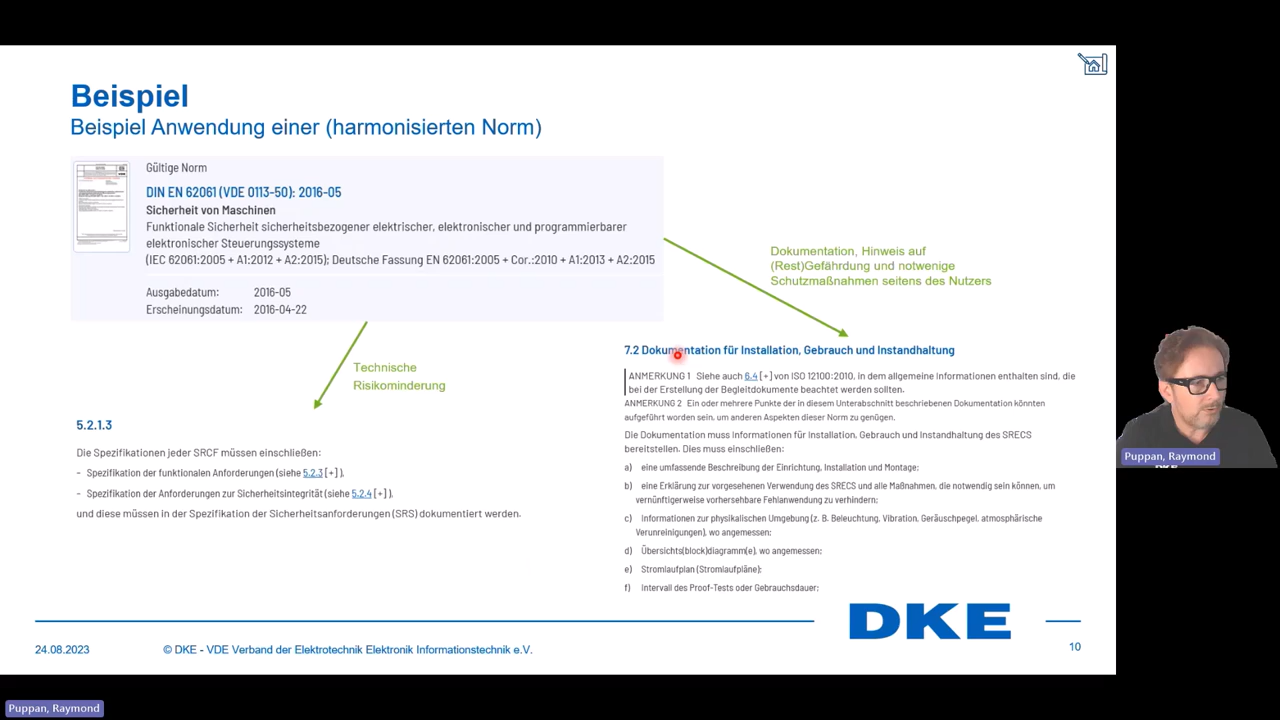 Beispiel
Beispiel Anwendung einer (harmonisierten Norm)
Gültige Norm
DIN EN 62061 (VDE 0113-50): 2016-05
Sicherheit von Maschinen
Funktionale Sicherheit sicherheitsbezogener elektrischer, elektronischer und programmierbarer
elektronischer Steuerungssysteme
(IEC 62061:2005 + A1:2012 + A2:2015); Deutsche Fassung EN 62061:2005 + Cor.:2010 + A1:2013 + A2:2015
Ausgabedatum: 2016-05
Erscheinungsdatum: 2016-04-22
Dokumentation, Hinweis auf
(Rest)Gefährdung und notwenige
Schutzmaßnahmen seitens des Nutzers
Technische
Risikominderung
5.2.1.3
Die Spezifikationen jeder SRCF müssen einschließen:
- Spezifikation der funktionalen Anforderungen (siehe 5.2.3 [+] ),
- Spezifikation der Anforderungen zur Sicherheitsintegrität (siehe 5.2.4 [+] ),
und diese müssen in der Spezifikation der Sicherheitsanforderungen (SRS) dokumentiert werden.
7.2 Dokumentation für Installation, Gebrauch und Instandhaltung
ANMERKUNG 1 Siehe auch 6.4 [+] von ISO 12100:2010, in dem allgemeine Informationen enthalten sind, die
bei der Erstellung der Begleitdokumente beachtet werden sollten.
ANMERKUNG 2 Ein oder mehrere Punkte der in diesem Unterabschnitt beschriebenen Dokumentation könnten
aufgeführt worden sein, um anderen Aspekten dieser Norm zu genügen.
Die Dokumentation muss Informationen für Installation, Gebrauch und Instandhaltung des SRECS
bereitstellen. Dies muss einschließen:
a) eine umfassende Beschreibung der Einrichtung, Installation und Montage;
b) eine Erklärung zur vorgesehenen Verwendung des SRECS und alle Maßnahmen, die notwendig sein können, um
vernünftigerweise vorhersehbare Fehlanwendung zu verhindern;
c) Informationen zur physikalischen Umgebung (z. B. Beleuchtung, Vibration, Geräuschpegel, atmosphärische
Verunreinigungen), wo angemessen;
d) Übersichts(block)diagramm(e), wo angemessen;
e) Stromlaufplan (Stromlaufpläne);
f) Intervall des Proof-Tests oder Gebrauchsdauer;
DKE
24.08.2023
© DKE - VDE Verband der Elektrotechnik Elektronik Informationstechnik e.V.
10
Puppan, Raymond
Puppan, Raymond